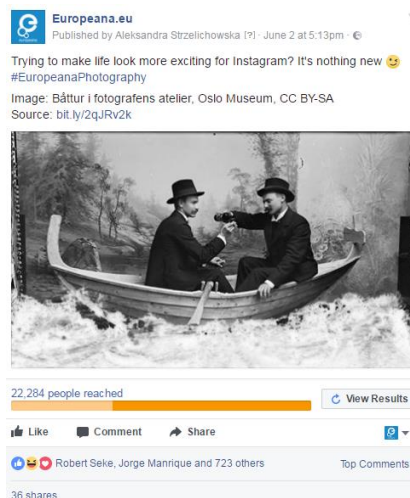 Europeana.eu
Published by Aleksandra Strzelichowska [?] · June 2 at 5:13pm ·
Trying to make life look more exciting for Instagram? It's nothing new 😉
#EuropeanaPhotography
Image: Båttur i fotografens atelier, Oslo Museum, CC BY-SA
Source: bit.ly/2qJRv2k
22,284 people reached
View Results
Like Comment Share
Robert Seke, Jorge Manrique and 723 others Top Comments
36 shares